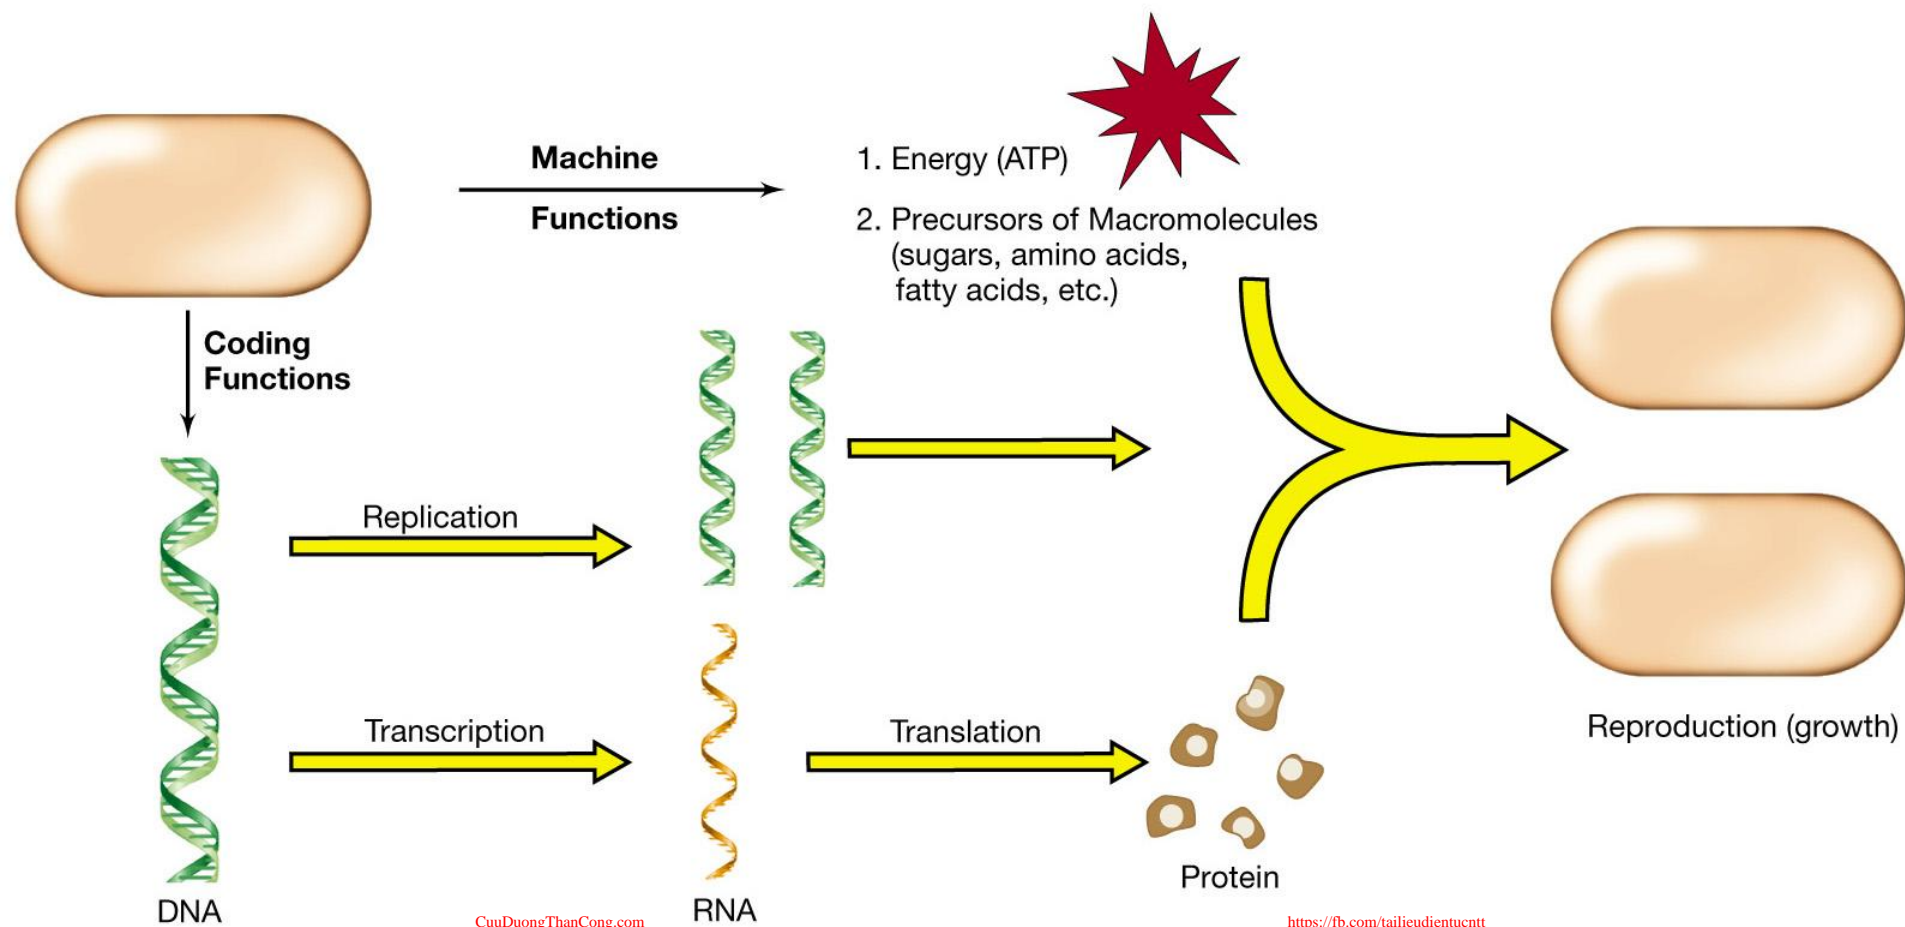 Machine
Functions
1. Energy (ATP)
2. Precursors of Macromolecules
(sugars, amino acids,
fatty acids, etc.)
Coding
Functions
Replication
Transcription
Translation
Reproduction (growth)
Protein
DNA
RNA
CuuDuongThanCong.com
https://fb.com/tailieudientucntt